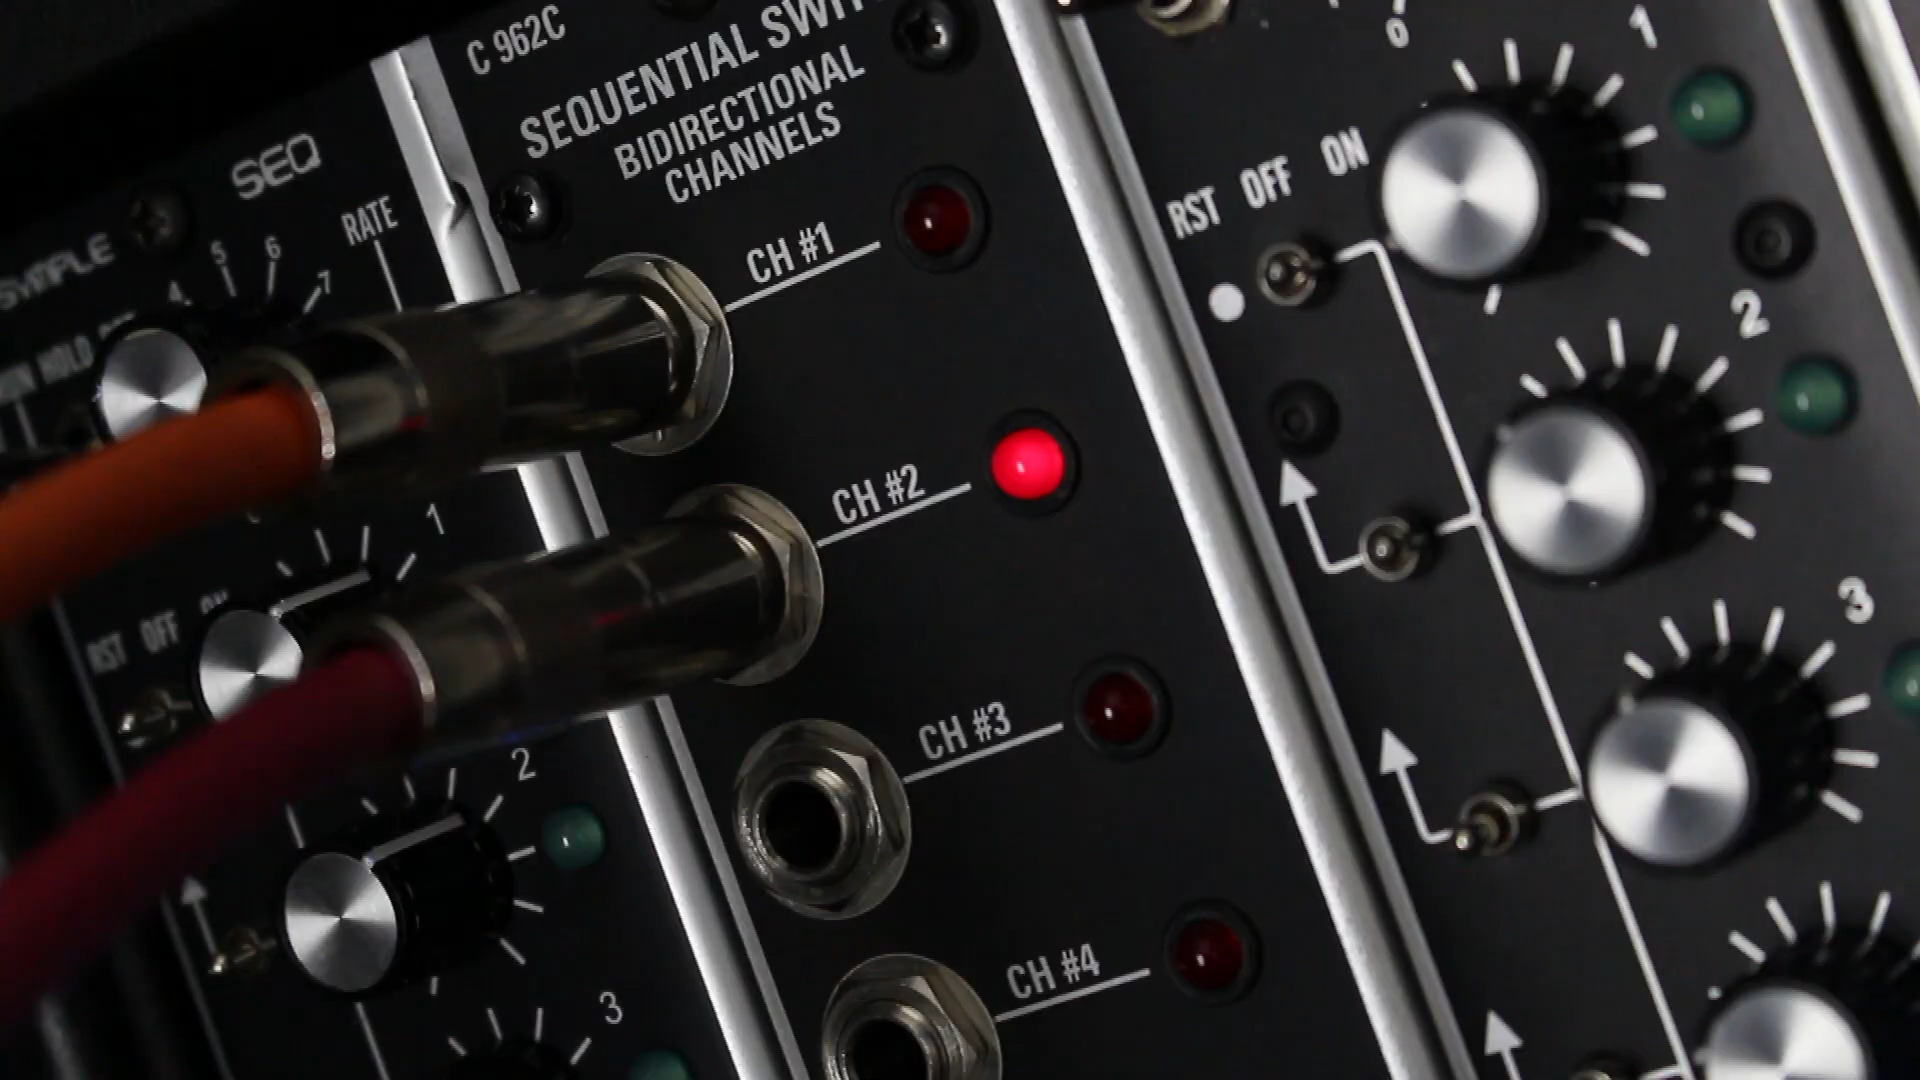 C 962C
SEQUENTIAL
BIDIRECTIONAL
CHANNELS
CH #1
CH #2
CH #3
CH #4
SEQ
RATE
4 5 6 7
HOLD
1
RST OFF ON
2
3
0 1
RST OFF ON
2
3